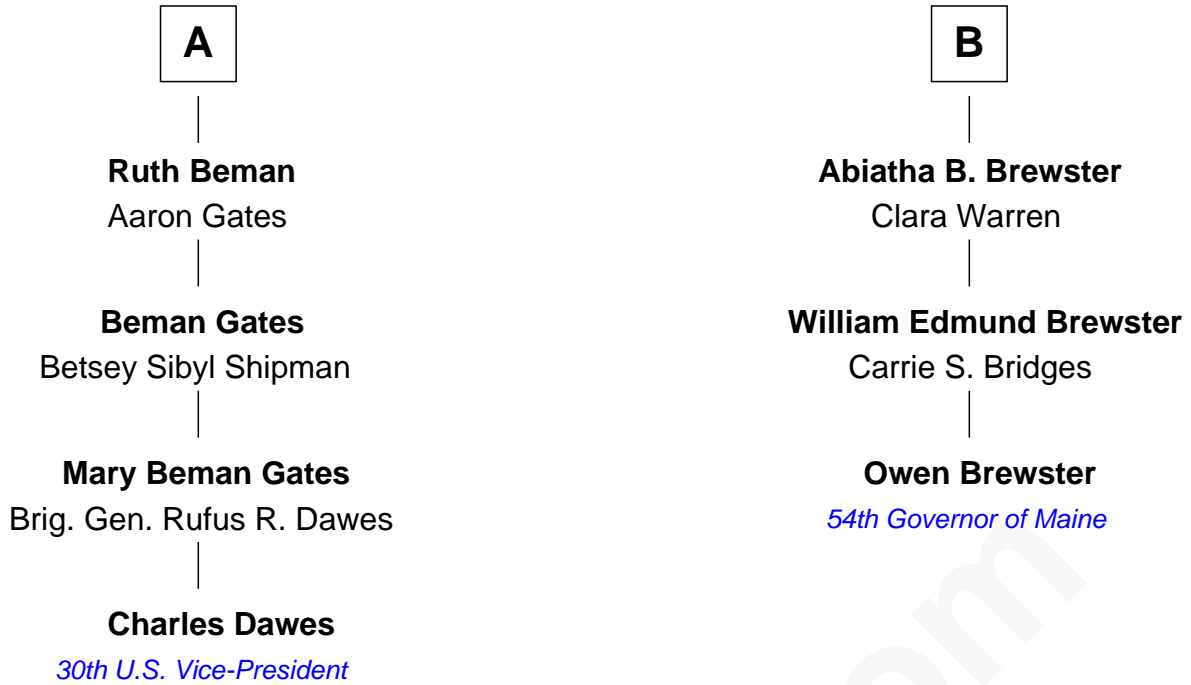 A
Ruth Beman
Aaron Gates
Beman Gates
Betsey Sibyl Shipman
Mary Beman Gates
Brig. Gen. Rufus R. Dawes
Charles Dawes
30th U.S. Vice-President
B
Abiatha B. Brewster
Clara Warren
William Edmund Brewster
Carrie S. Bridges
Owen Brewster
54th Governor of Maine
om